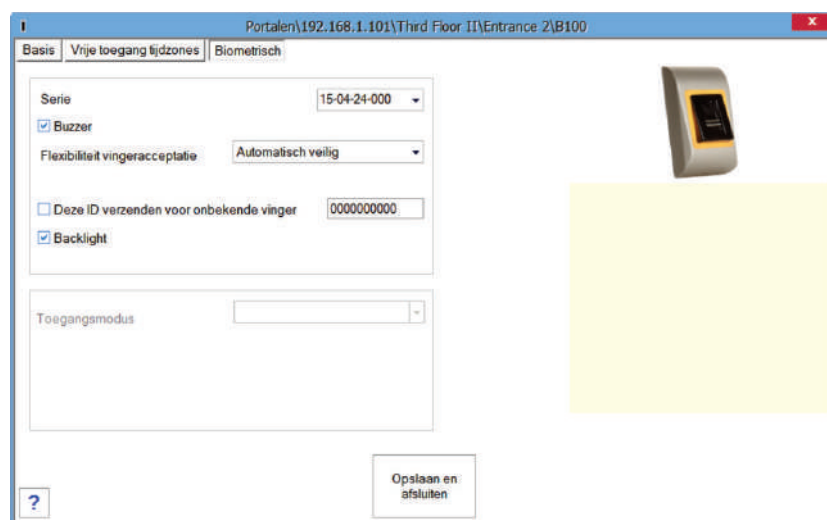 Portalen\192.168.1.101\Third Floor II\Entrance 2\B100
x
Basis Vrije toegang tijdzones Biometrisch
Serie 15-04-24-000
Buzzer
Flexibiliteit vingeracceptatie Automatisch veilig
Deze ID verzenden voor onbekende vinger 0000000000
Backlight
Toegangsmodus
Opslaan en
afsluiten
?